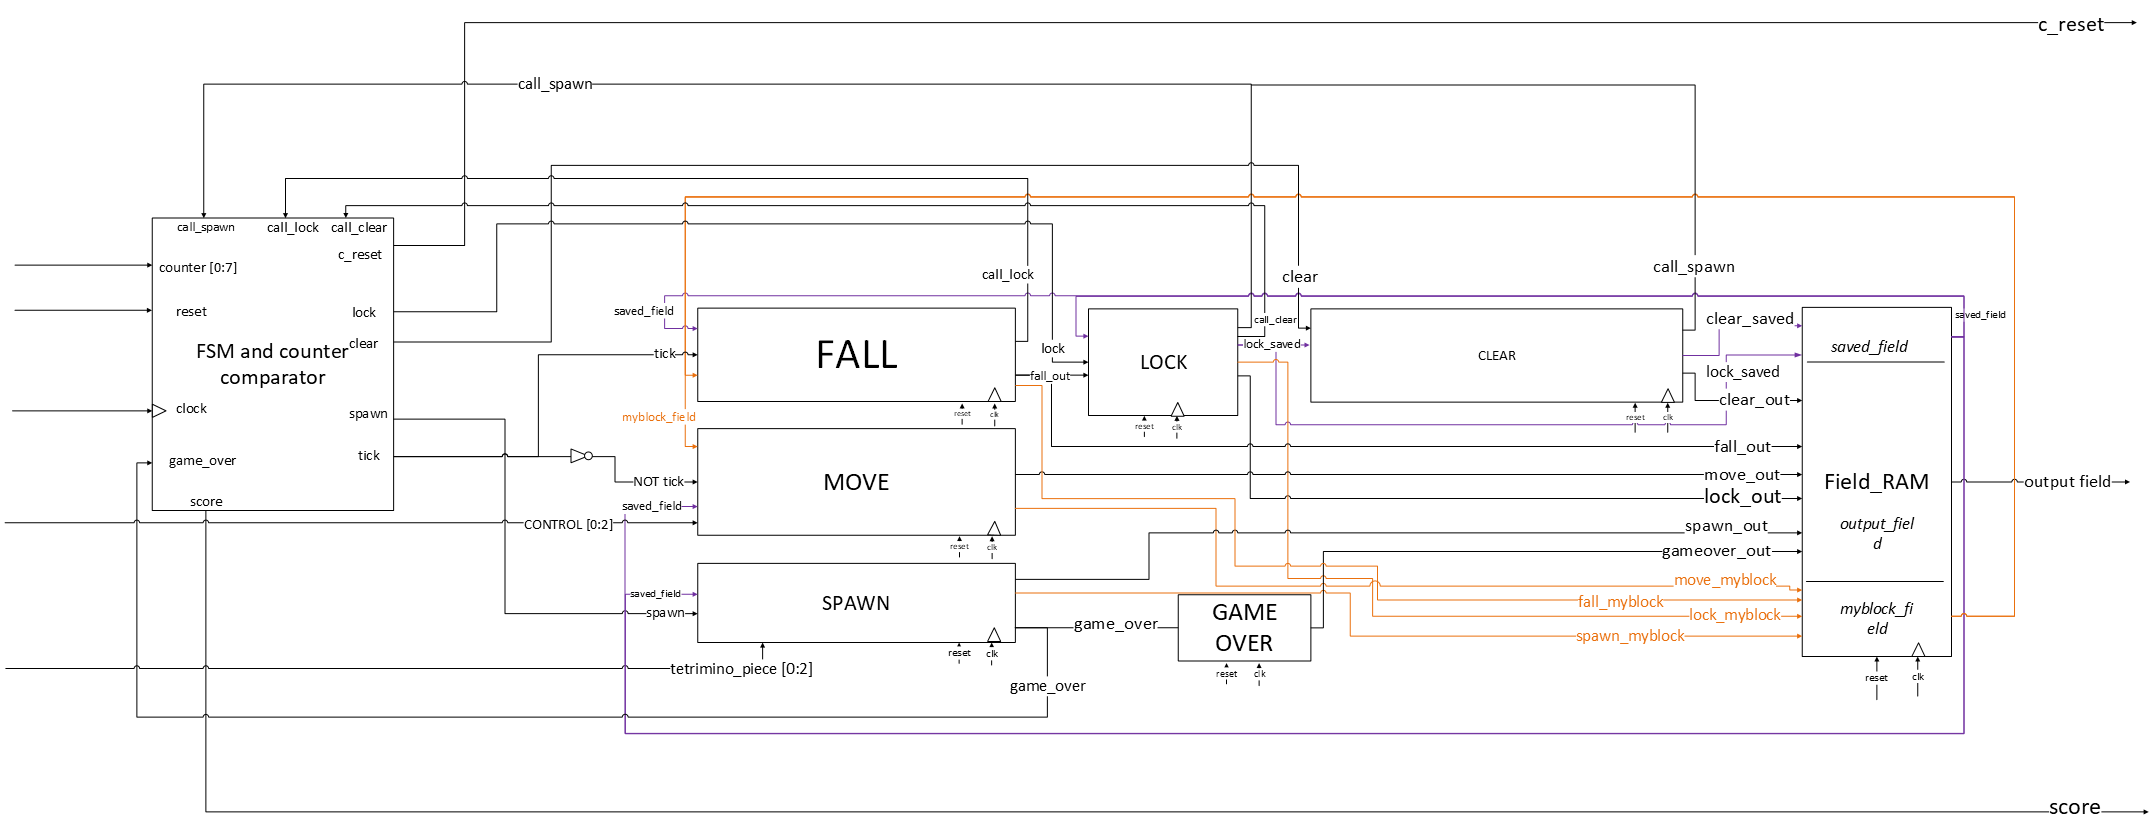 c_reset
call_spawn
call_spawn
call_lock
call_clear
c_reset
counter [0:7]
reset
lock
clear
FSM and counter
comparator
clock
spawn
game_over
tick
score
call_lock
clear
call_spawn
saved_field
tick
FALL
reset
clk
myblock_field
lock
fall_out
LOCK
reset
clk
call_clear
lock_saved
CLEAR
reset
clk
clear_saved
lock_saved
clear_out
saved_field
saved_field
NOT tick
saved_field
CONTROL [0:2]
MOVE
reset
clk
fall_out
move_out
lock_out
spawn_out
gameover_out
Field_RAM
output_fiel
d
output field
saved_field
spawn
SPAWN
reset
clk
tetrimino_piece [0:2]
game_over
game_over
GAME
OVER
reset
clk
move_myblock
fall_myblock
lock_myblock
spawn_myblock
myblock_fi
eld
reset
clk
score